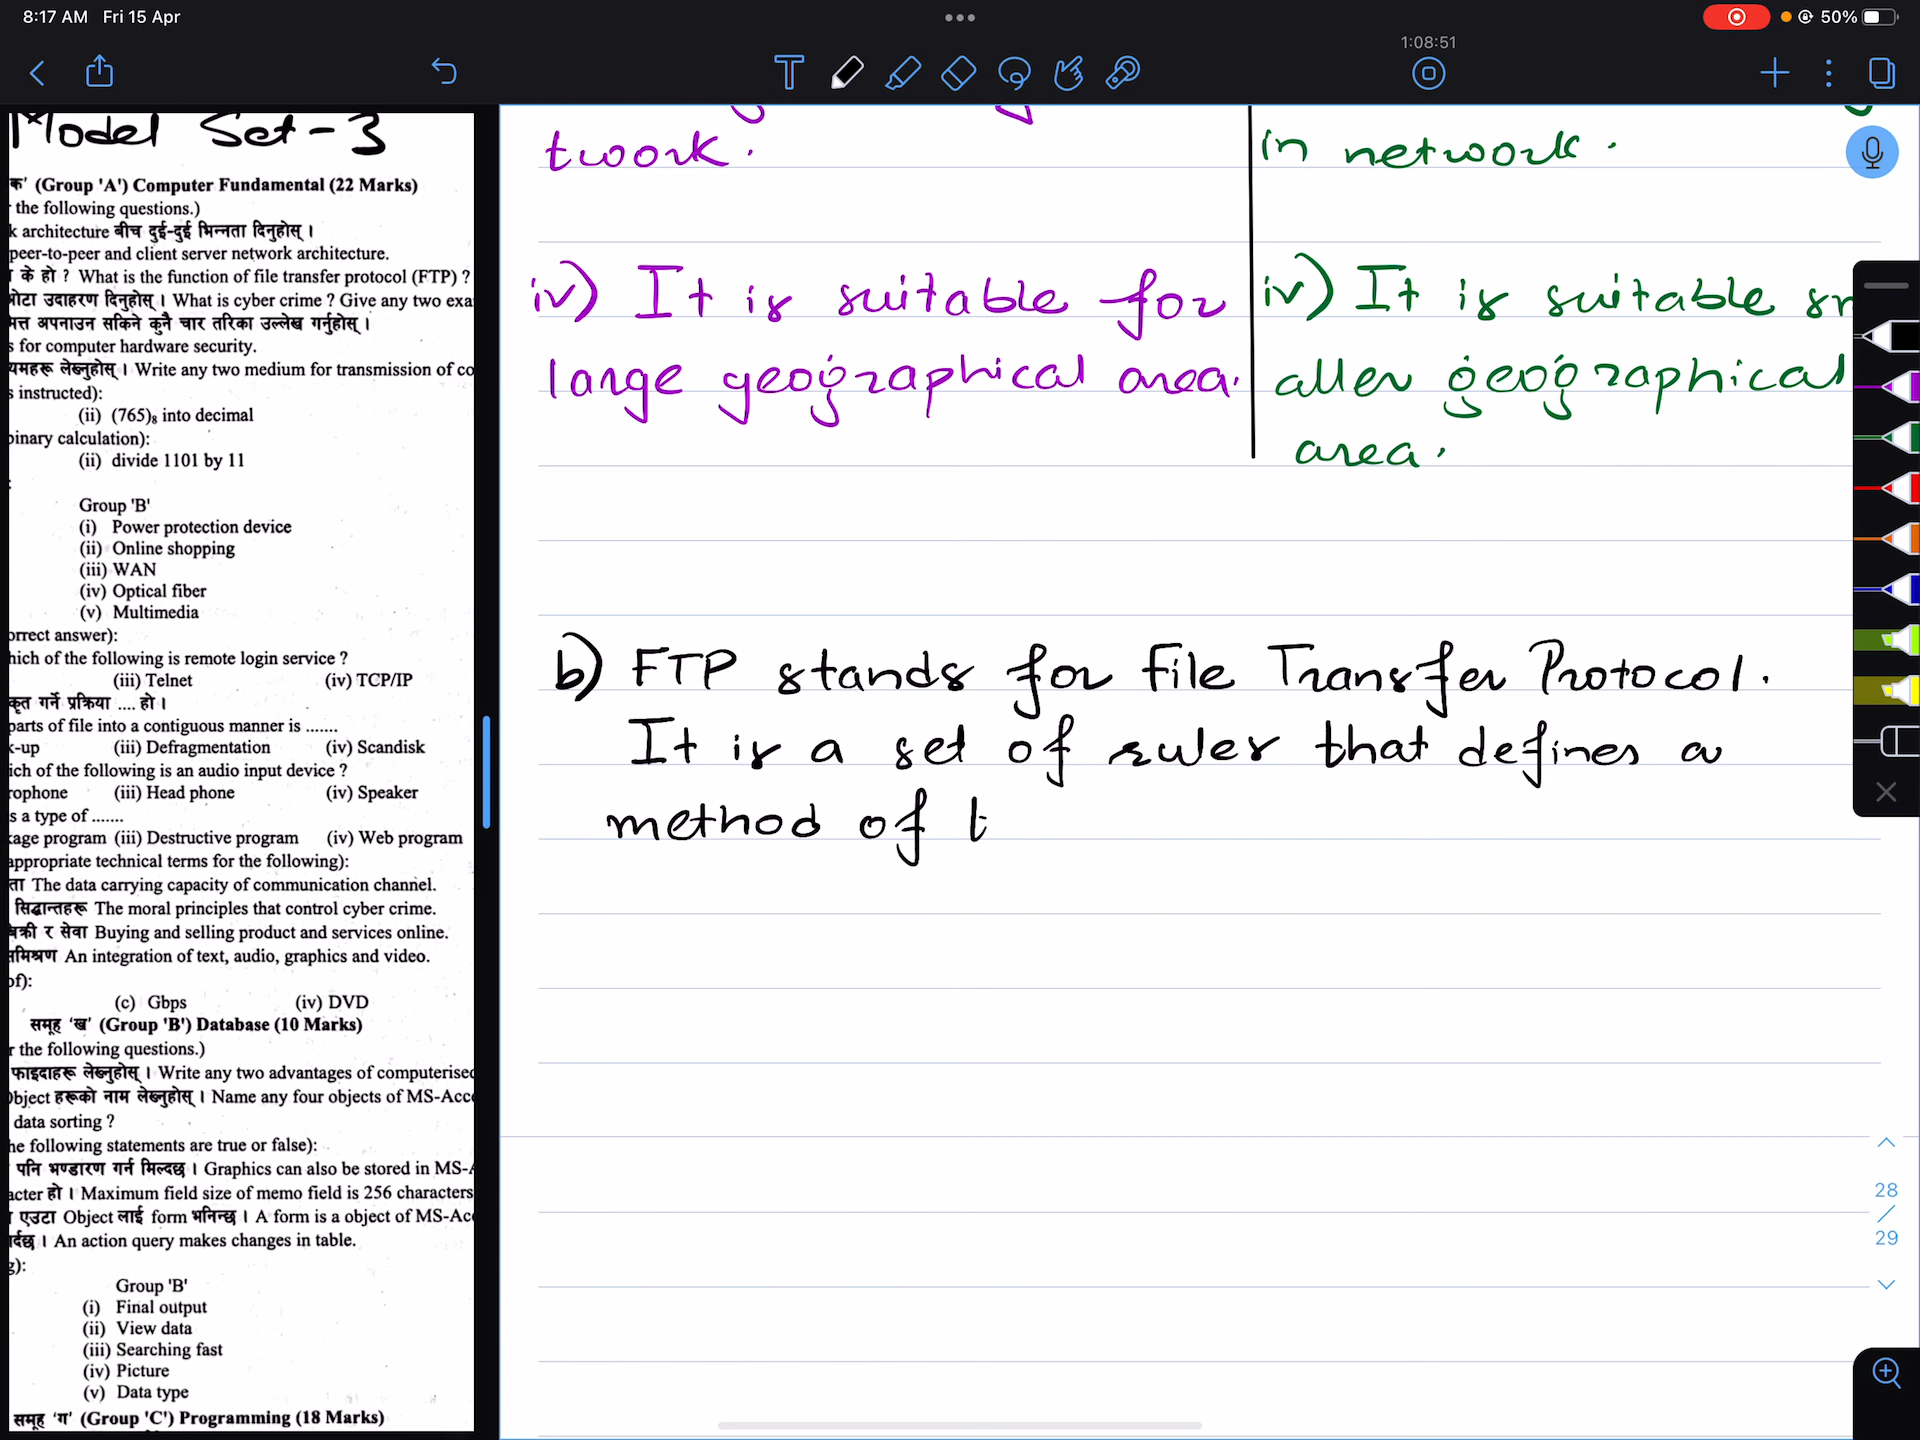 8:17 AM Fri 15 Apr
50%
1:08:51
Model Set-3
क' (Group 'A') Computer Fundamental (22 Marks)
the following questions.)
k architecture बीच दुई-दुई भिन्नता दिनुहोस् ।
peer-to-peer and client server network architecture.
के हो ? What is the function of file transfer protocol (FTP) ?
उदाहरण दिनुहोस् । What is cyber crime ? Give any two exa
अपनाउन सकिने कुनै चार तरिका उल्लेख गर्नुहोस् ।
s for computer hardware security.
यमहरू लेख्नुहोस् । Write any two medium for transmission of co
s instructed):
(ii) (765)₈ into decimal
binary calculation):
(ii) divide 1101 by 11
:
Group 'B'
(i) Power protection device
(ii) Online shopping
(iii) WAN
(iv) Optical fiber
(v) Multimedia
orrect answer):
hich of the following is remote login service ?
(iii) Telnet (iv) TCP/IP
कृत गर्ने प्रक्रिया .... हो ।
parts of file into a contiguous manner is .......
k-up (iii) Defragmentation (iv) Scandisk
ich of the following is an audio input device ?
rophone (iii) Head phone (iv) Speaker
s a type of .......
kage program (iii) Destructive program (iv) Web program
appropriate technical terms for the following):
ता The data carrying capacity of communication channel.
सिद्धान्तहरू The moral principles that control cyber crime.
बिक्री र सेवा Buying and selling product and services online.
An integration of text, audio, graphics and video.
of):
(c) Gbps (iv) DVD
समूह 'ख' (Group 'B') Database (10 Marks)
r the following questions.)
फाइदाहरू लेख्नुहोस् । Write any two advantages of computerised
Object हरूको नाम लेख्नुहोस् । Name any four objects of MS-Acce
data sorting ?
he following statements are true or false):
पनि भण्डारण गर्न मिल्दछ । Graphics can also be stored in MS-A
acter हो । Maximum field size of memo field is 256 characters
एउटा Object लाई form भनिन्छ । A form is a object of MS-Acc
र्दछ । An action query makes changes in table.
g):
Group 'B'
(i) Final output
(ii) View data
(iii) Searching fast
(iv) Picture
(v) Data type
समूह 'ग' (Group 'C') Programming (18 Marks)
twork.
iv) It is suitable for
large geographical area.
in network.
iv) It is suitable sm
aller geographical
area.
b) FTP stands for File Transfer Protocol.
It is a set of rules that defines a
method of t
28
/
29